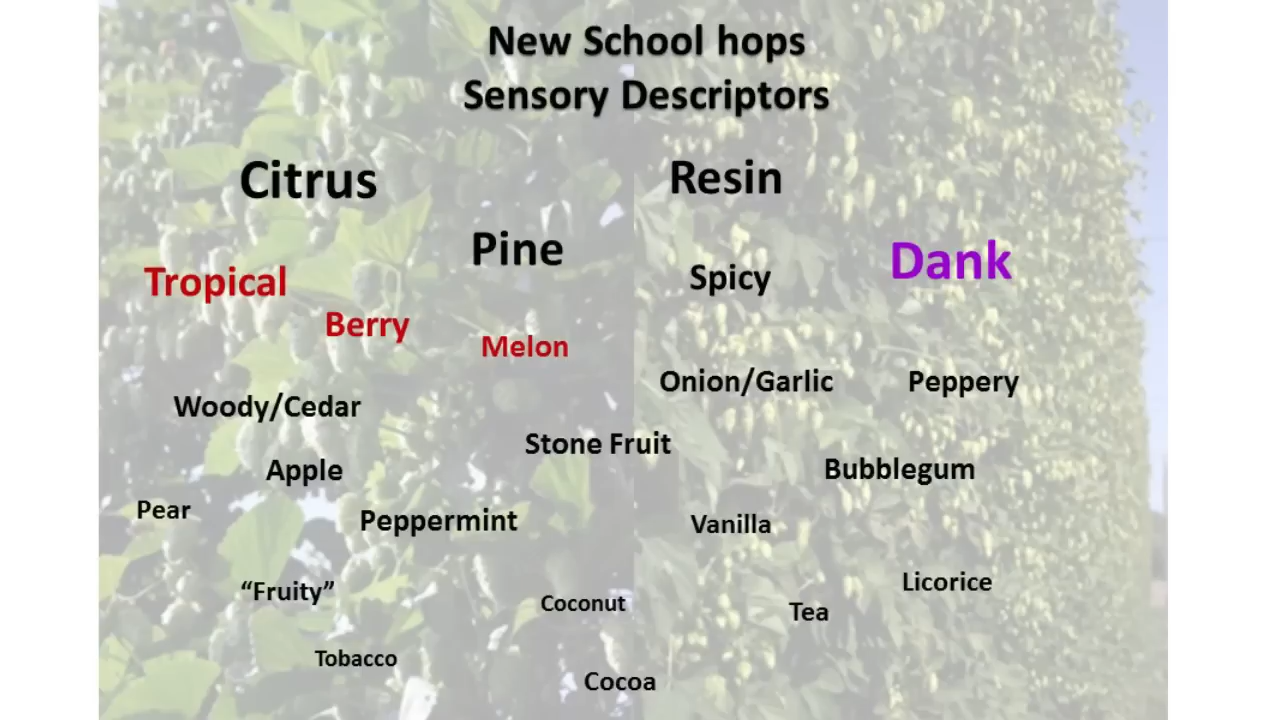 New School hops
Sensory Descriptors
Citrus
Resin
Pine
Dank
Tropical
Spicy
Berry
Melon
Onion/Garlic
Peppery
Woody/Cedar
Stone Fruit
Apple
Bubblegum
Pear
Peppermint
Vanilla
“Fruity”
Licorice
Coconut
Tea
Tobacco
Cocoa